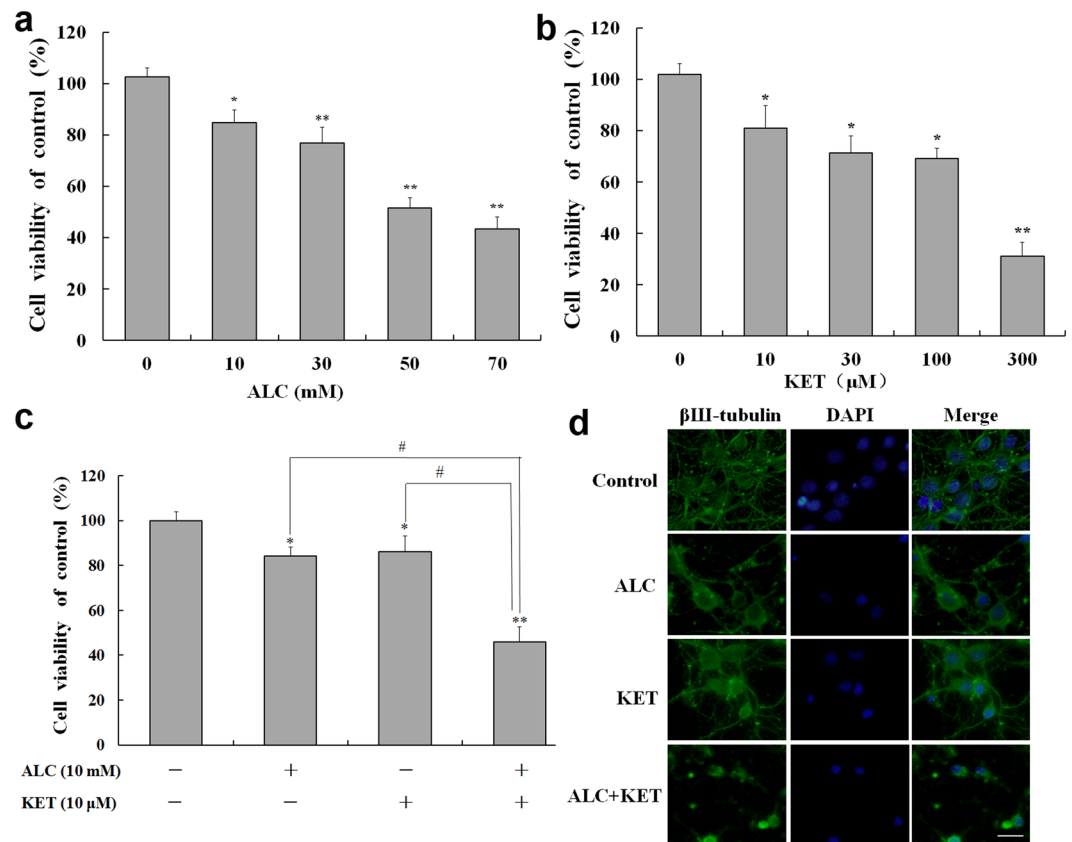 a
Cell viability of control (%)
120
100
80
60
40
20
0
*
**
**
**
0 10 30 50 70
ALC (mM)
b
Cell viability of control (%)
120
100
80
60
40
20
0
*
*
*
**
0 10 30 100 300
KET（μM）
c
Cell viability of control (%)
120
100
80
60
40
20
0
#
#
*
*
**
ALC (10 mM) － ＋ － ＋
KET (10 μM) － － ＋ ＋
d
βIII-tubulin DAPI Merge
Control
ALC
KET
ALC+KET